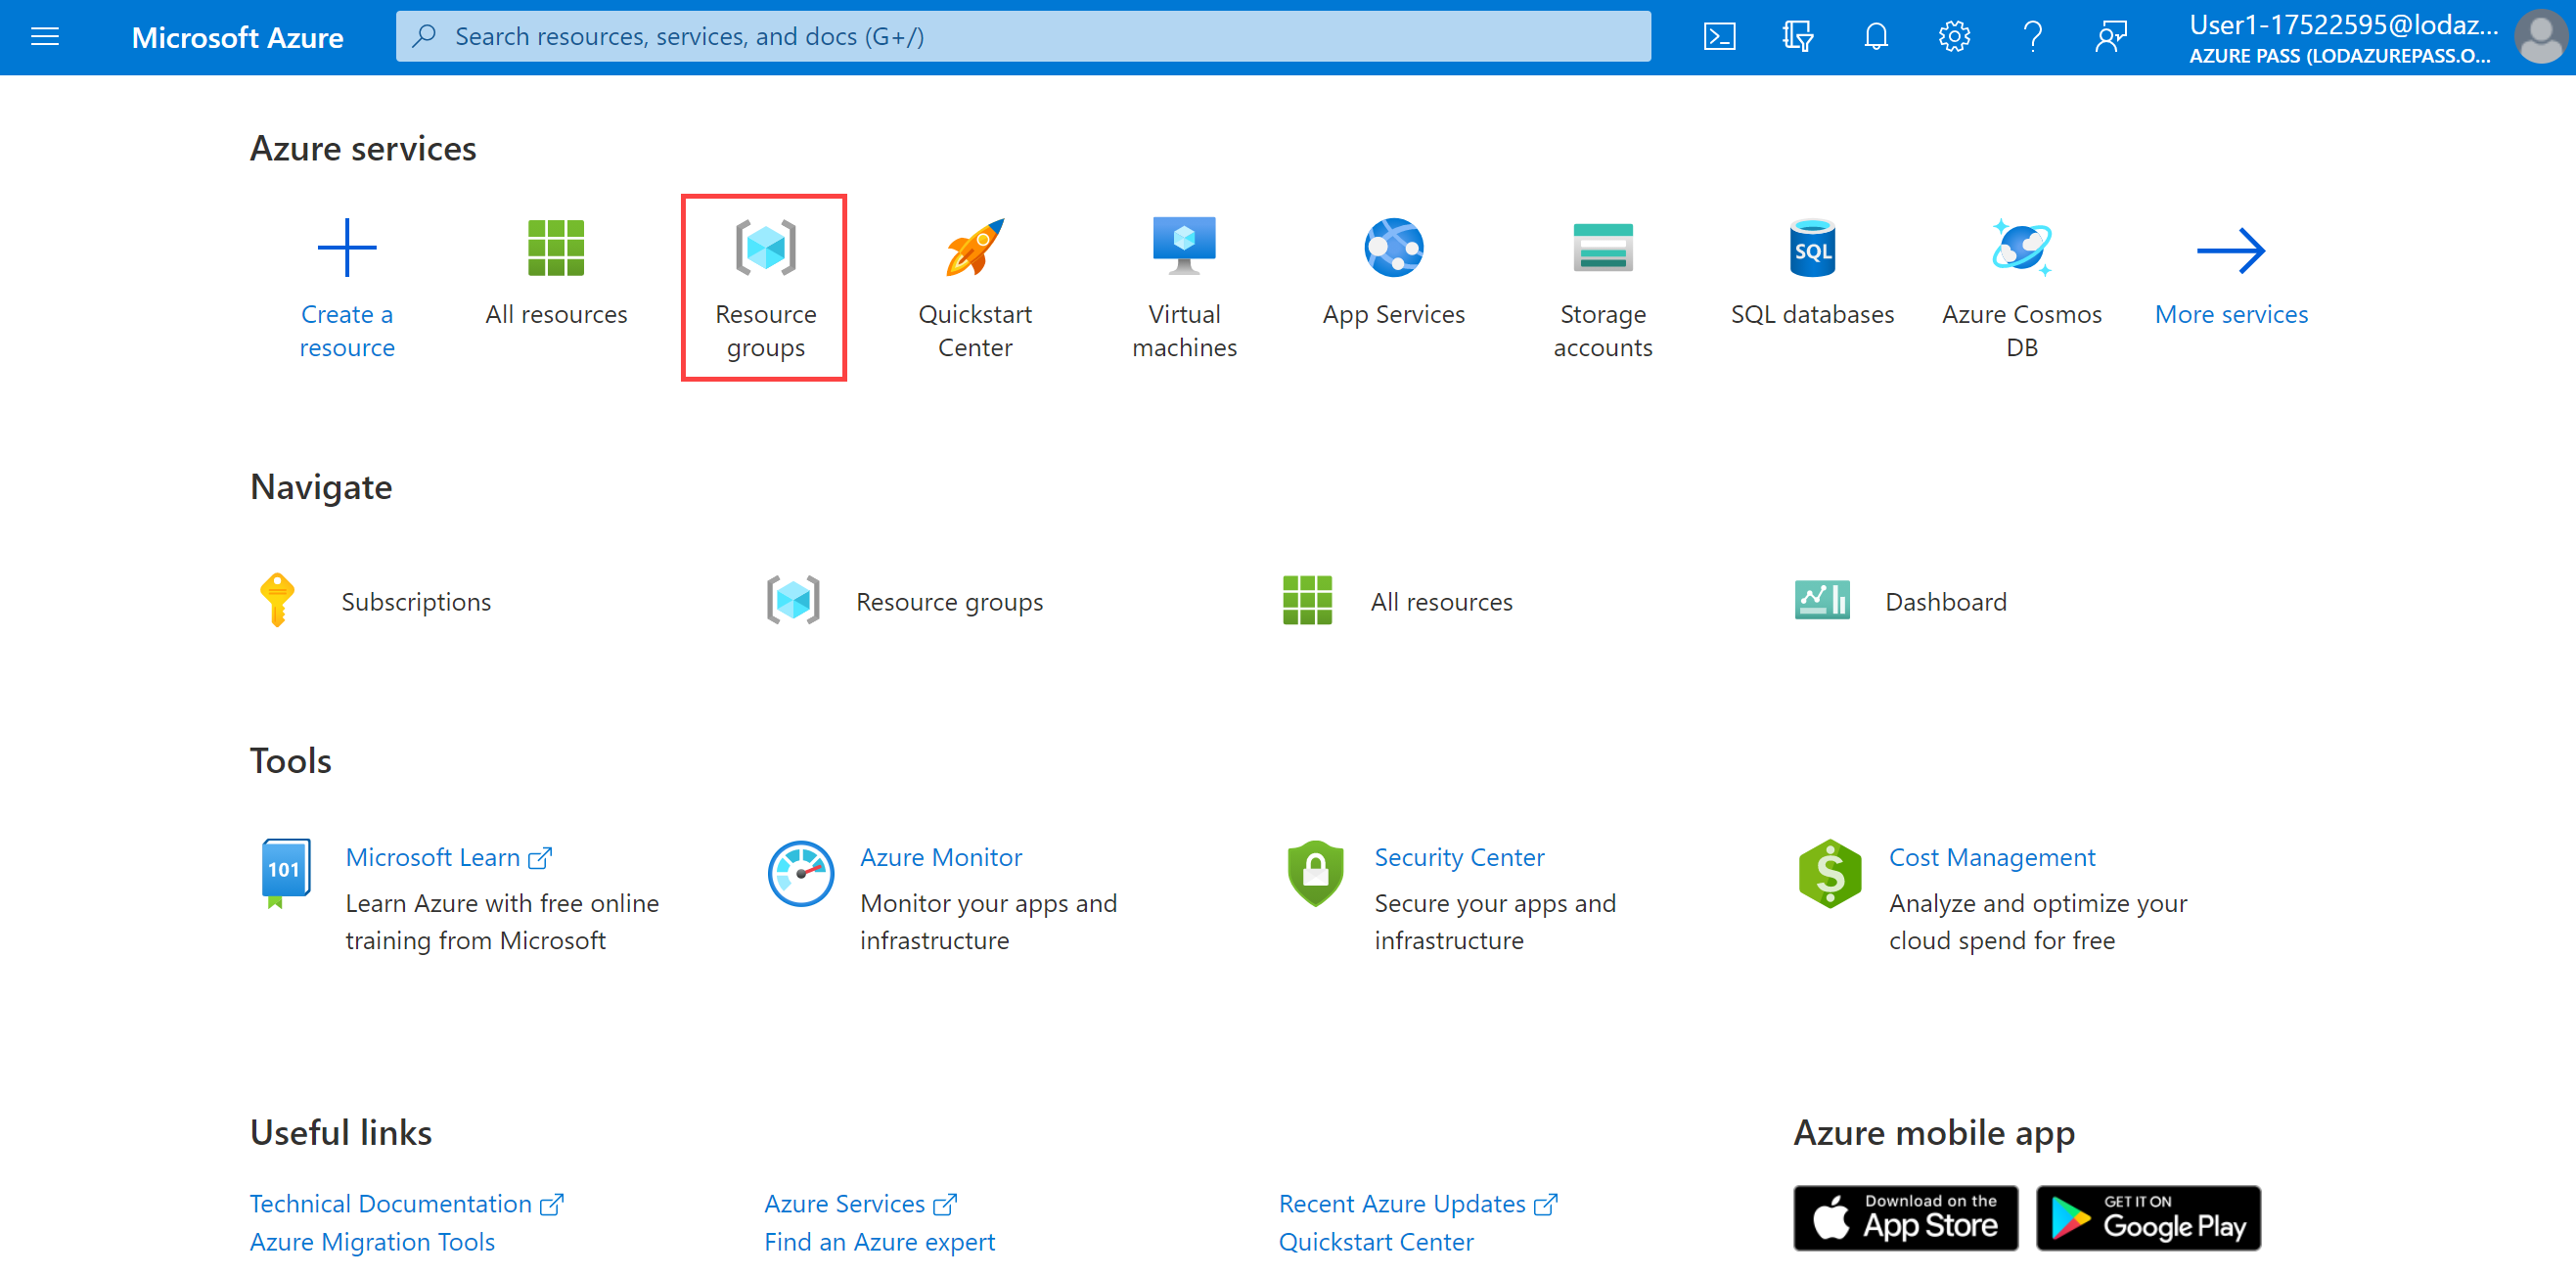 Microsoft Azure
Search resources, services, and docs (G+/)
User1-17522595@lodaz...
AZURE PASS (LODAZUREPASS.O...
Azure services
Create a
resource
All resources
Resource
groups
Quickstart
Center
Virtual
machines
App Services
Storage
accounts
SQL
SQL databases
Azure Cosmos
DB
More services
Navigate
Subscriptions
Resource groups
All resources
Dashboard
Tools
101
Microsoft Learn
Learn Azure with free online
training from Microsoft
Azure Monitor
Monitor your apps and
infrastructure
Security Center
Secure your apps and
infrastructure
Cost Management
Analyze and optimize your
cloud spend for free
Useful links
Technical Documentation
Azure Migration Tools
Azure Services
Find an Azure expert
Recent Azure Updates
Quickstart Center
Azure mobile app
Download on the
App Store
GET IT ON
Google Play